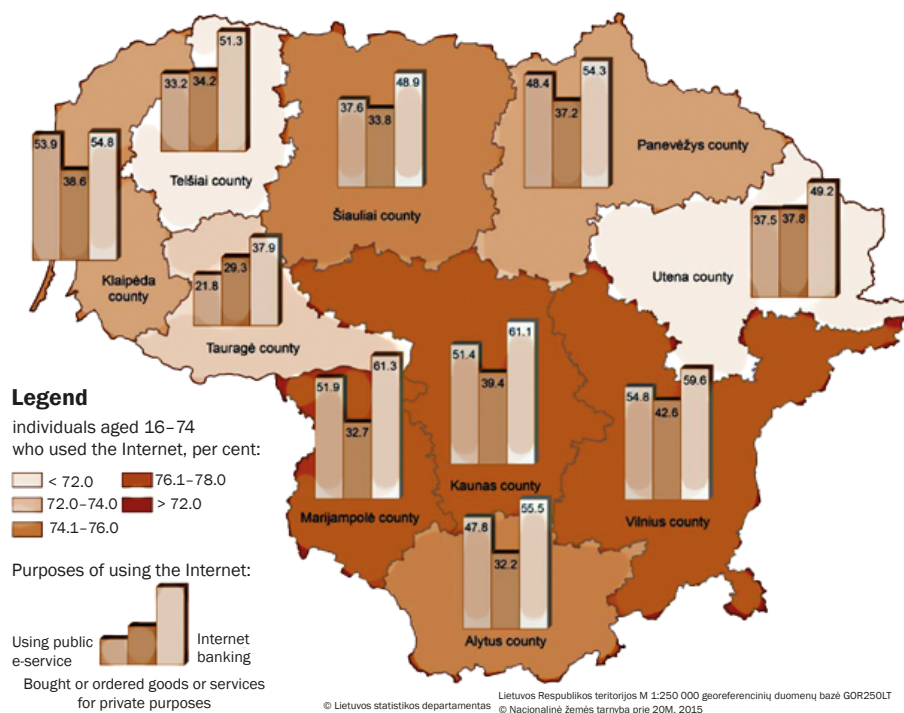 33.2
34.2
51.3
Telšiai county
37.6
33.8
48.9
Šiauliai county
48.4
37.2
54.3
Panevėžys county
53.9
38.6
54.8
Klaipėda
county
37.5
37.8
49.2
Utena county
21.8
29.3
37.9
Tauragė county
51.9
32.7
61.3
Marijampolė county
51.4
39.4
61.1
Kaunas county
54.8
42.6
59.6
Vilnius county
47.8
32.2
55.5
Alytus county
Legend
individuals aged 16–74
who used the Internet, per cent:
< 72.0
76.1–78.0
72.0–74.0
> 72.0
74.1–76.0
Purposes of using the Internet:
Using public
e-service
Internet
banking
Bought or ordered goods or services
for private purposes
© Lietuvos statistikos departamentas
Lietuvos Respublikos teritorijos M 1:250 000 georeferencinių duomenų bazė GOR250LT
© Nacionalinė žemės tarnyba prie 20M, 2015